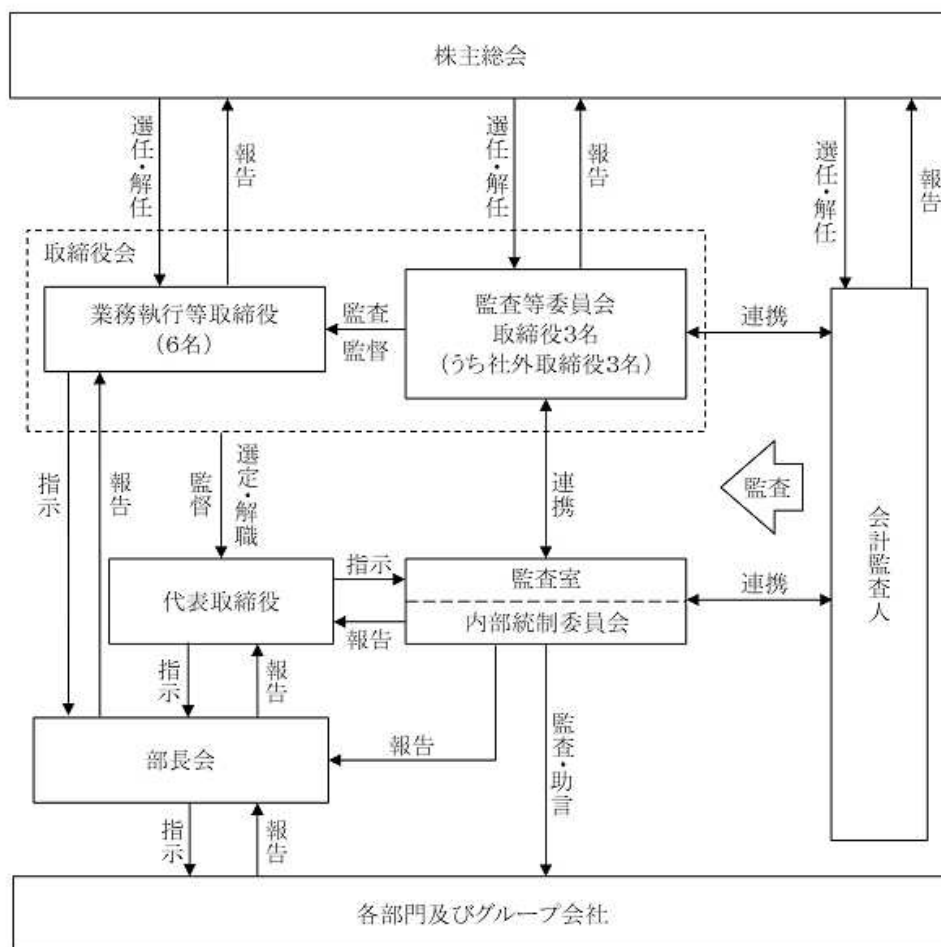 株主総会
選任・解任
報告
選任・解任
報告
選任・解任
報告
取締役会
業務執行等取締役
（6名）
監査
監督
監査等委員会
取締役3名
（うち社外取締役3名）
連携
指示
報告
監督
選定・解職
連携
監査
会計監査人
代表取締役
指示
報告
監査室
内部統制委員会
連携
指示
報告
部長会
報告
監査・助言
指示
報告
各部門及びグループ会社